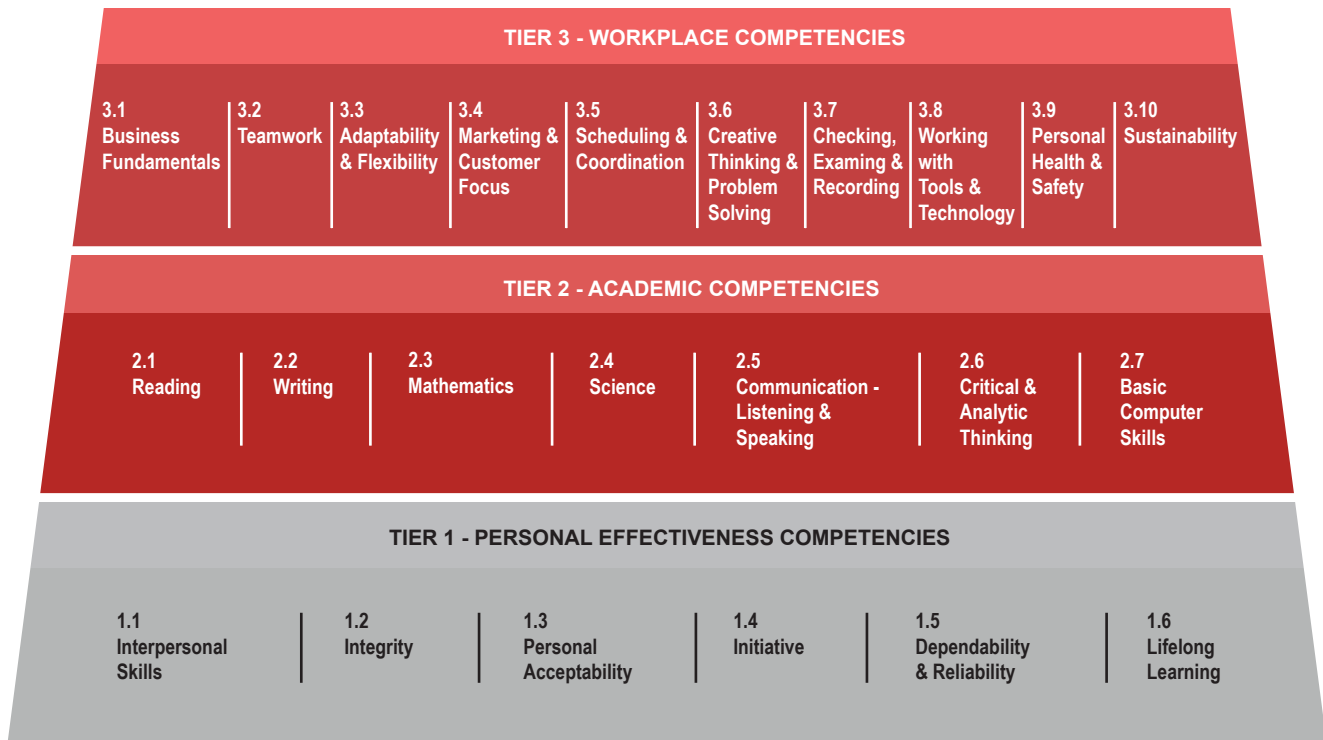 TIER 3 - WORKPLACE COMPETENCIES
3.1
Business
Fundamentals
3.2
Teamwork
3.3
Adaptability
& Flexibility
3.4
Marketing &
Customer
Focus
3.5
Scheduling &
Coordination
3.6
Creative
Thinking &
Problem
Solving
3.7
Checking,
Examing &
Recording
3.8
Working
with
Tools &
Technology
3.9
Personal
Health &
Safety
3.10
Sustainability
TIER 2 - ACADEMIC COMPETENCIES
2.1
Reading
2.2
Writing
2.3
Mathematics
2.4
Science
2.5
Communication -
Listening &
Speaking
2.6
Critical &
Analytic
Thinking
2.7
Basic
Computer
Skills
TIER 1 - PERSONAL EFFECTIVENESS COMPETENCIES
1.1
Interpersonal
Skills
1.2
Integrity
1.3
Personal
Acceptability
1.4
Initiative
1.5
Dependability
& Reliability
1.6
Lifelong
Learning